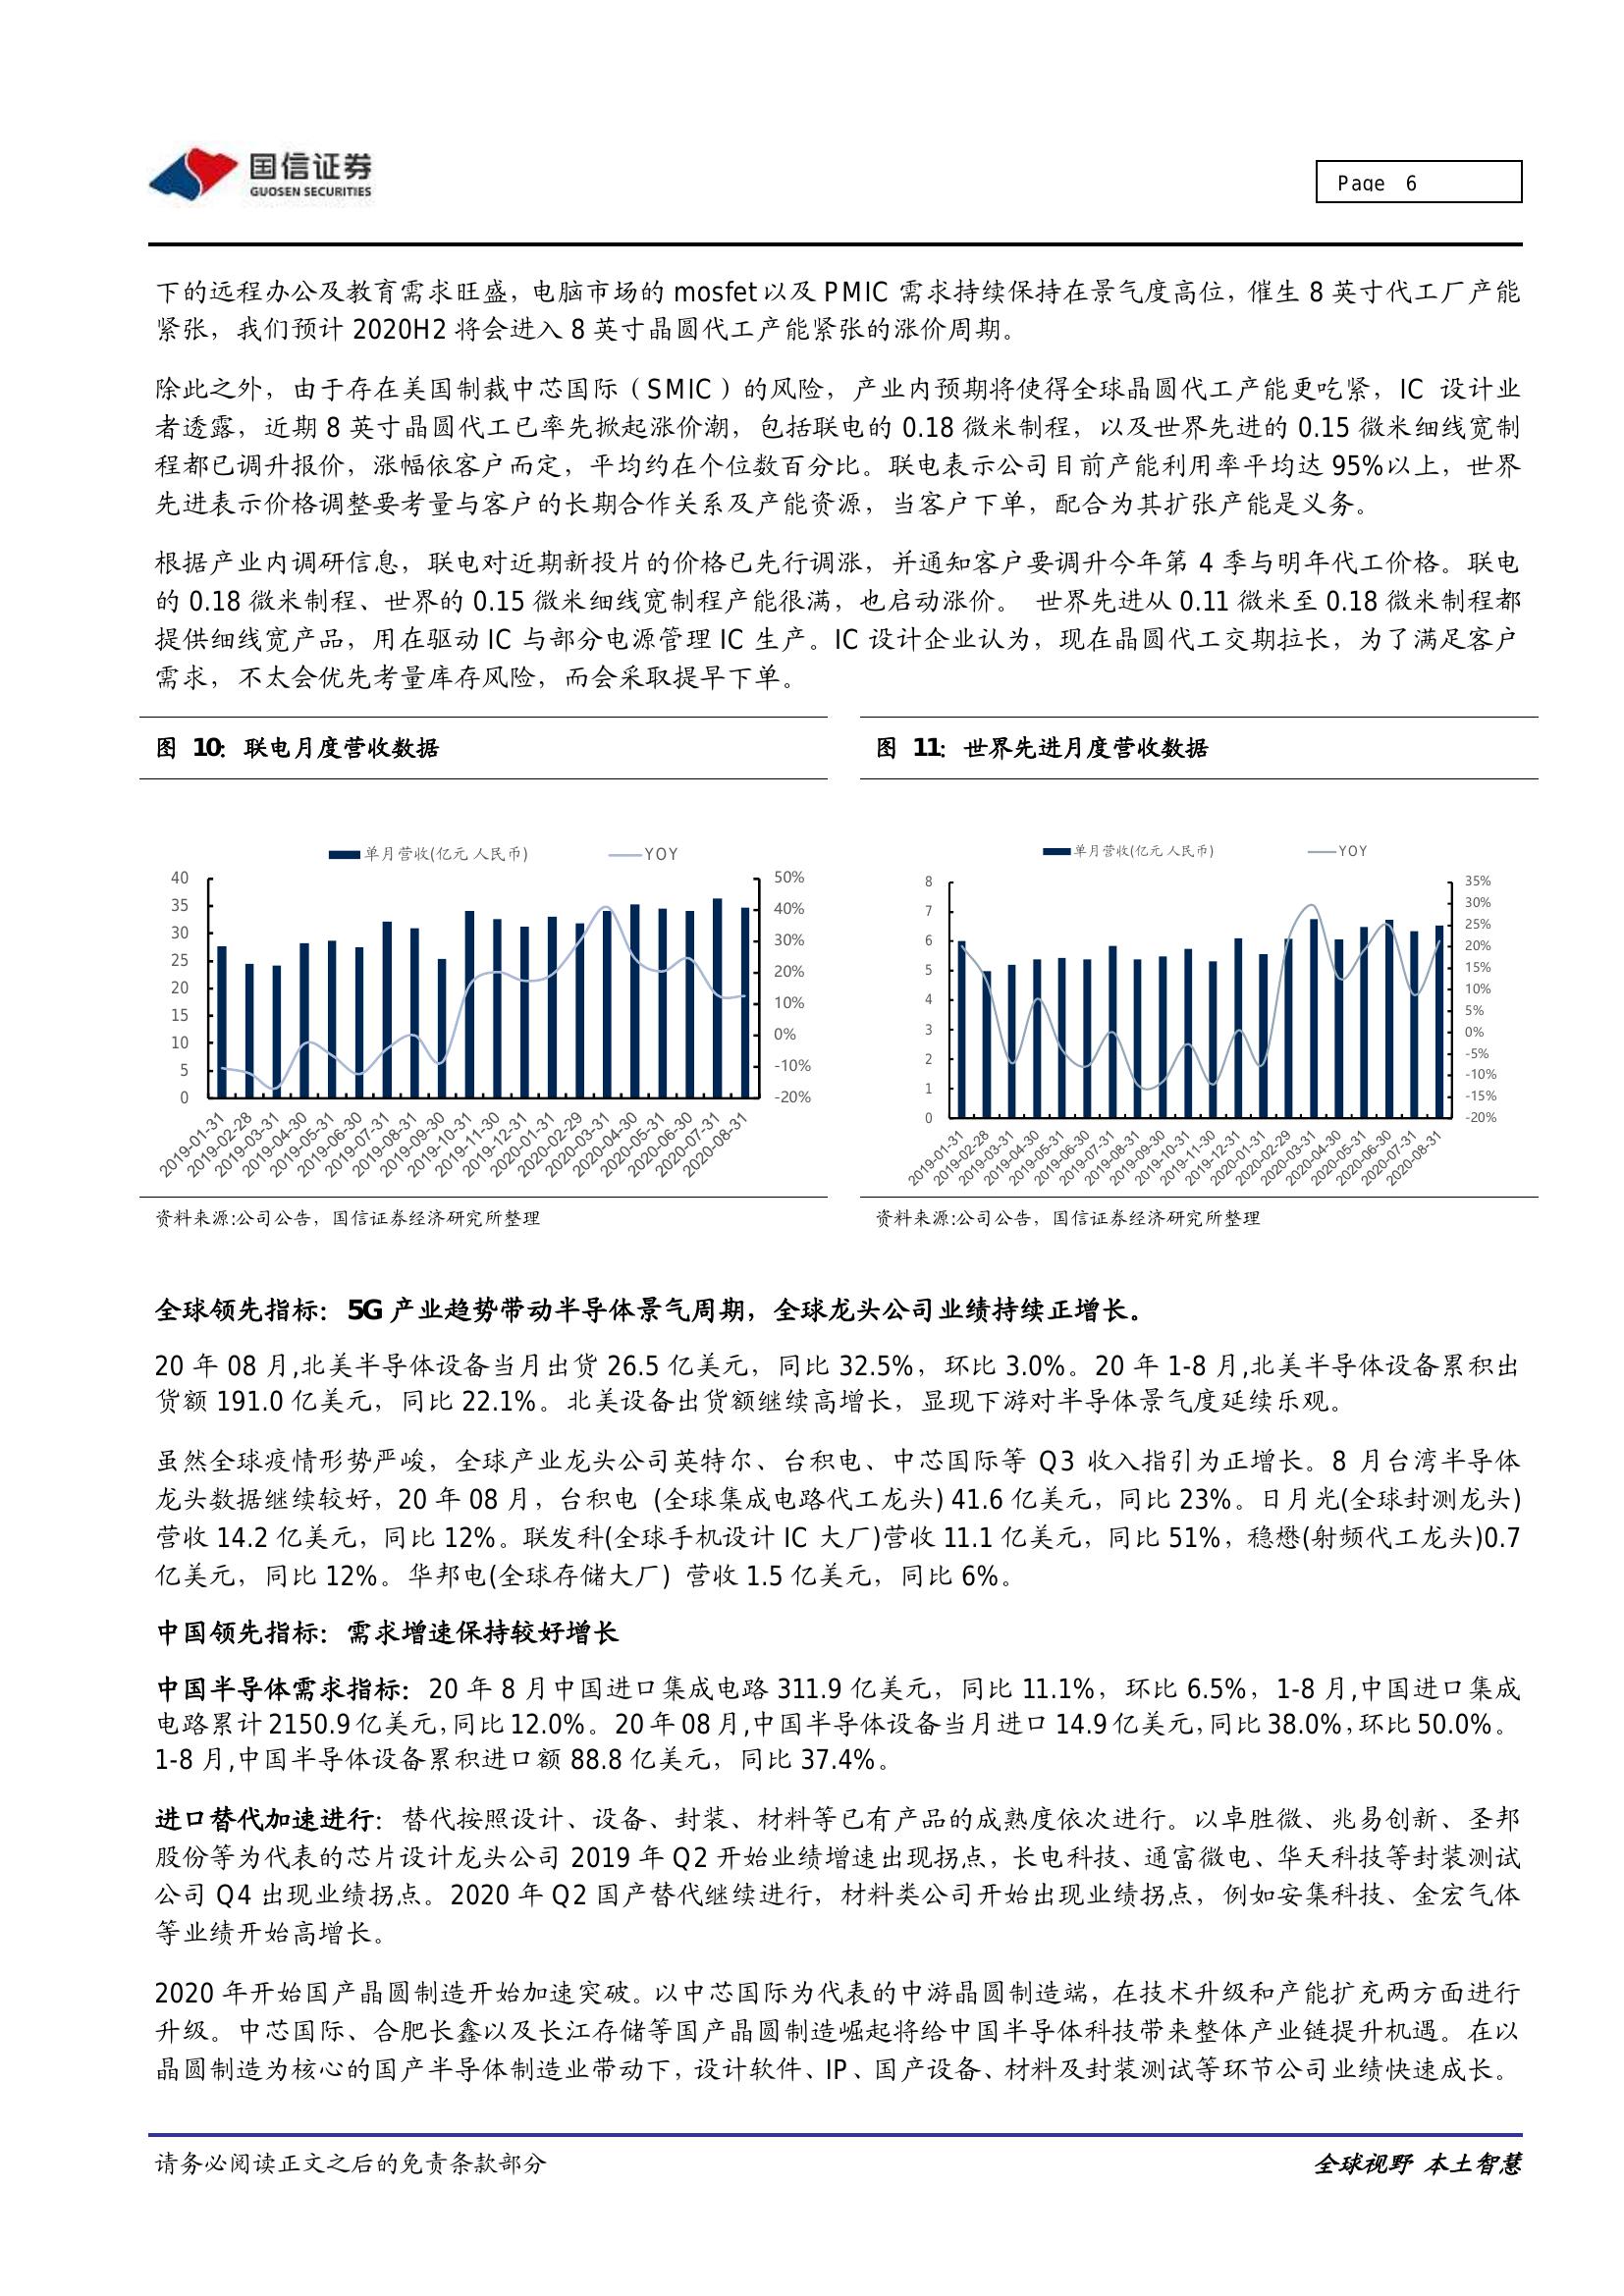 国信证券
GUOSEN SECURITIES
Page 6
下的远程办公及教育需求旺盛，电脑市场的 mosfet 以及 PMIC 需求持续保持在景气度高位，催生 8 英寸代工厂产能
紧张，我们预计 2020H2 将会进入 8 英寸晶圆代工产能紧张的涨价周期。
除此之外，由于存在美国制裁中芯国际（SMIC）的风险，产业内预期将使得全球晶圆代工产能更吃紧，IC 设计业
者透露，近期 8 英寸晶圆代工已率先掀起涨价潮，包括联电的 0.18 微米制程，以及世界先进的 0.15 微米细线宽制
程都已调升报价，涨幅依客户而定，平均约在个位数百分比。联电表示公司目前产能利用率平均达 95%以上，世界
先进表示价格调整要考量与客户的长期合作关系及产能资源，当客户下单，配合为其扩张产能是义务。
根据产业内调研信息，联电对近期新投片的价格已先行调涨，并通知客户要调升今年第 4 季与明年代工价格。联电
的 0.18 微米制程、世界的 0.15 微米细线宽制程产能很满，也启动涨价。 世界先进从 0.11 微米至 0.18 微米制程都
提供细线宽产品，用在驱动 IC 与部分电源管理 IC 生产。IC 设计企业认为，现在晶圆代工交期拉长，为了满足客户
需求，不太会优先考量库存风险，而会采取提早下单。
图 10：联电月度营收数据
单月营收(亿元 人民币) YOY
40
35
30
25
20
15
10
5
0
50%
40%
30%
20%
10%
0%
-10%
-20%
2019-01-31
2019-02-28
2019-03-31
2019-04-30
2019-05-31
2019-06-30
2019-07-31
2019-08-31
2019-09-30
2019-10-31
2019-11-30
2019-12-31
2020-01-31
2020-02-29
2020-03-31
2020-04-30
2020-05-31
2020-06-30
2020-07-31
2020-08-31
资料来源:公司公告，国信证券经济研究所整理
图 11：世界先进月度营收数据
单月营收(亿元 人民币) YOY
8
7
6
5
4
3
2
1
0
35%
30%
25%
20%
15%
10%
5%
0%
-5%
-10%
-15%
-20%
2019-01-31
2019-02-28
2019-03-31
2019-04-30
2019-05-31
2019-06-30
2019-07-31
2019-08-31
2019-09-30
2019-10-31
2019-11-30
2019-12-31
2020-01-31
2020-02-29
2020-03-31
2020-04-30
2020-05-31
2020-06-30
2020-07-31
2020-08-31
资料来源:公司公告，国信证券经济研究所整理
全球领先指标：5G 产业趋势带动半导体景气周期，全球龙头公司业绩持续正增长。
20 年 08 月,北美半导体设备当月出货 26.5 亿美元，同比 32.5%，环比 3.0%。20 年 1-8 月,北美半导体设备累积出
货额 191.0 亿美元，同比 22.1%。北美设备出货额继续高增长，显现下游对半导体景气度延续乐观。
虽然全球疫情形势严峻，全球产业龙头公司英特尔、台积电、中芯国际等 Q3 收入指引为正增长。8 月台湾半导体
龙头数据继续较好，20 年 08 月，台积电 (全球集成电路代工龙头) 41.6 亿美元，同比 23%。日月光(全球封测龙头)
营收 14.2 亿美元，同比 12%。联发科(全球手机设计 IC 大厂)营收 11.1 亿美元，同比 51%，稳懋(射频代工龙头)0.7
亿美元，同比 12%。华邦电(全球存储大厂) 营收 1.5 亿美元，同比 6%。
中国领先指标：需求增速保持较好增长
中国半导体需求指标：20 年 8 月中国进口集成电路 311.9 亿美元，同比 11.1%，环比 6.5%，1-8 月,中国进口集成
电路累计 2150.9 亿美元，同比 12.0%。20 年 08 月,中国半导体设备当月进口 14.9 亿美元，同比 38.0%，环比 50.0%。
1-8 月,中国半导体设备累积进口额 88.8 亿美元，同比 37.4%。
进口替代加速进行：替代按照设计、设备、封装、材料等已有产品的成熟度依次进行。以卓胜微、兆易创新、圣邦
股份等为代表的芯片设计龙头公司 2019 年 Q2 开始业绩增速出现拐点，长电科技、通富微电、华天科技等封装测试
公司 Q4 出现业绩拐点。2020 年 Q2 国产替代继续进行，材料类公司开始出现业绩拐点，例如安集科技、金宏气体
等业绩开始高增长。
2020 年开始国产晶圆制造开始加速突破。以中芯国际为代表的中游晶圆制造端，在技术升级和产能扩充两方面进行
升级。中芯国际、合肥长鑫以及长江存储等国产晶圆制造崛起将给中国半导体科技带来整体产业链提升机遇。在以
晶圆制造为核心的国产半导体制造业带动下，设计软件、IP、国产设备、材料及封装测试等环节公司业绩快速成长。
请务必阅读正文之后的免责条款部分
全球视野 本土智慧